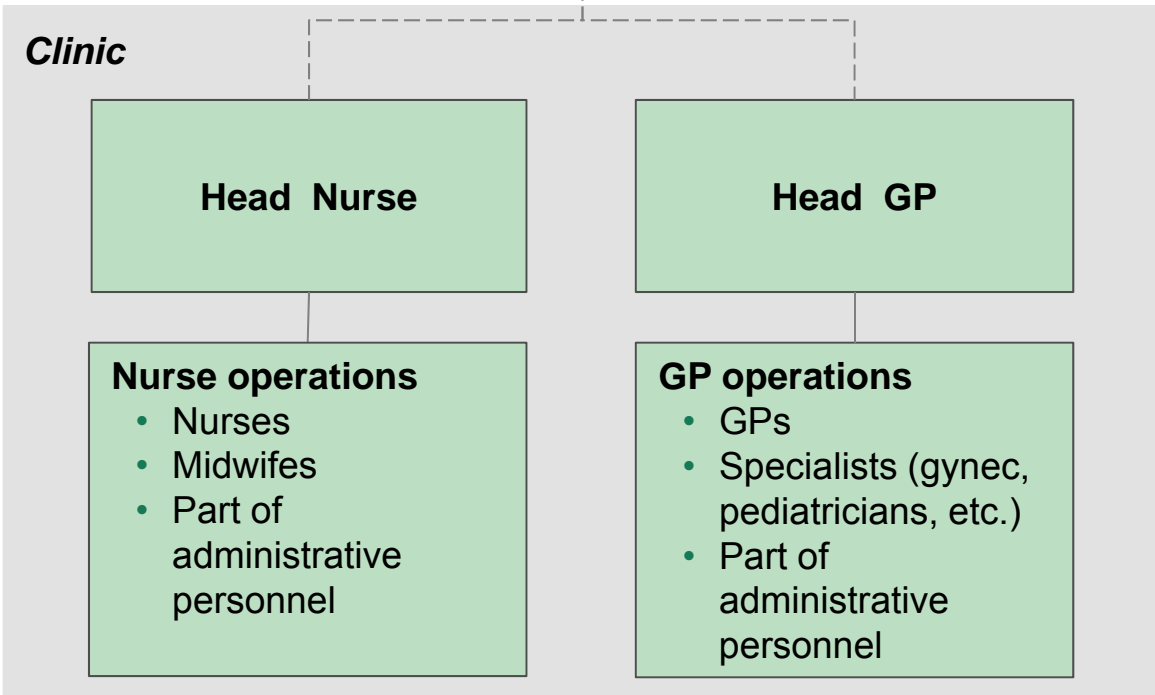 Clinic
Head Nurse
Head GP
Nurse operations
• Nurses
• Midwifes
• Part of
administrative
personnel
GP operations
• GPs
• Specialists (gynec,
pediatricians, etc.)
• Part of
administrative
personnel